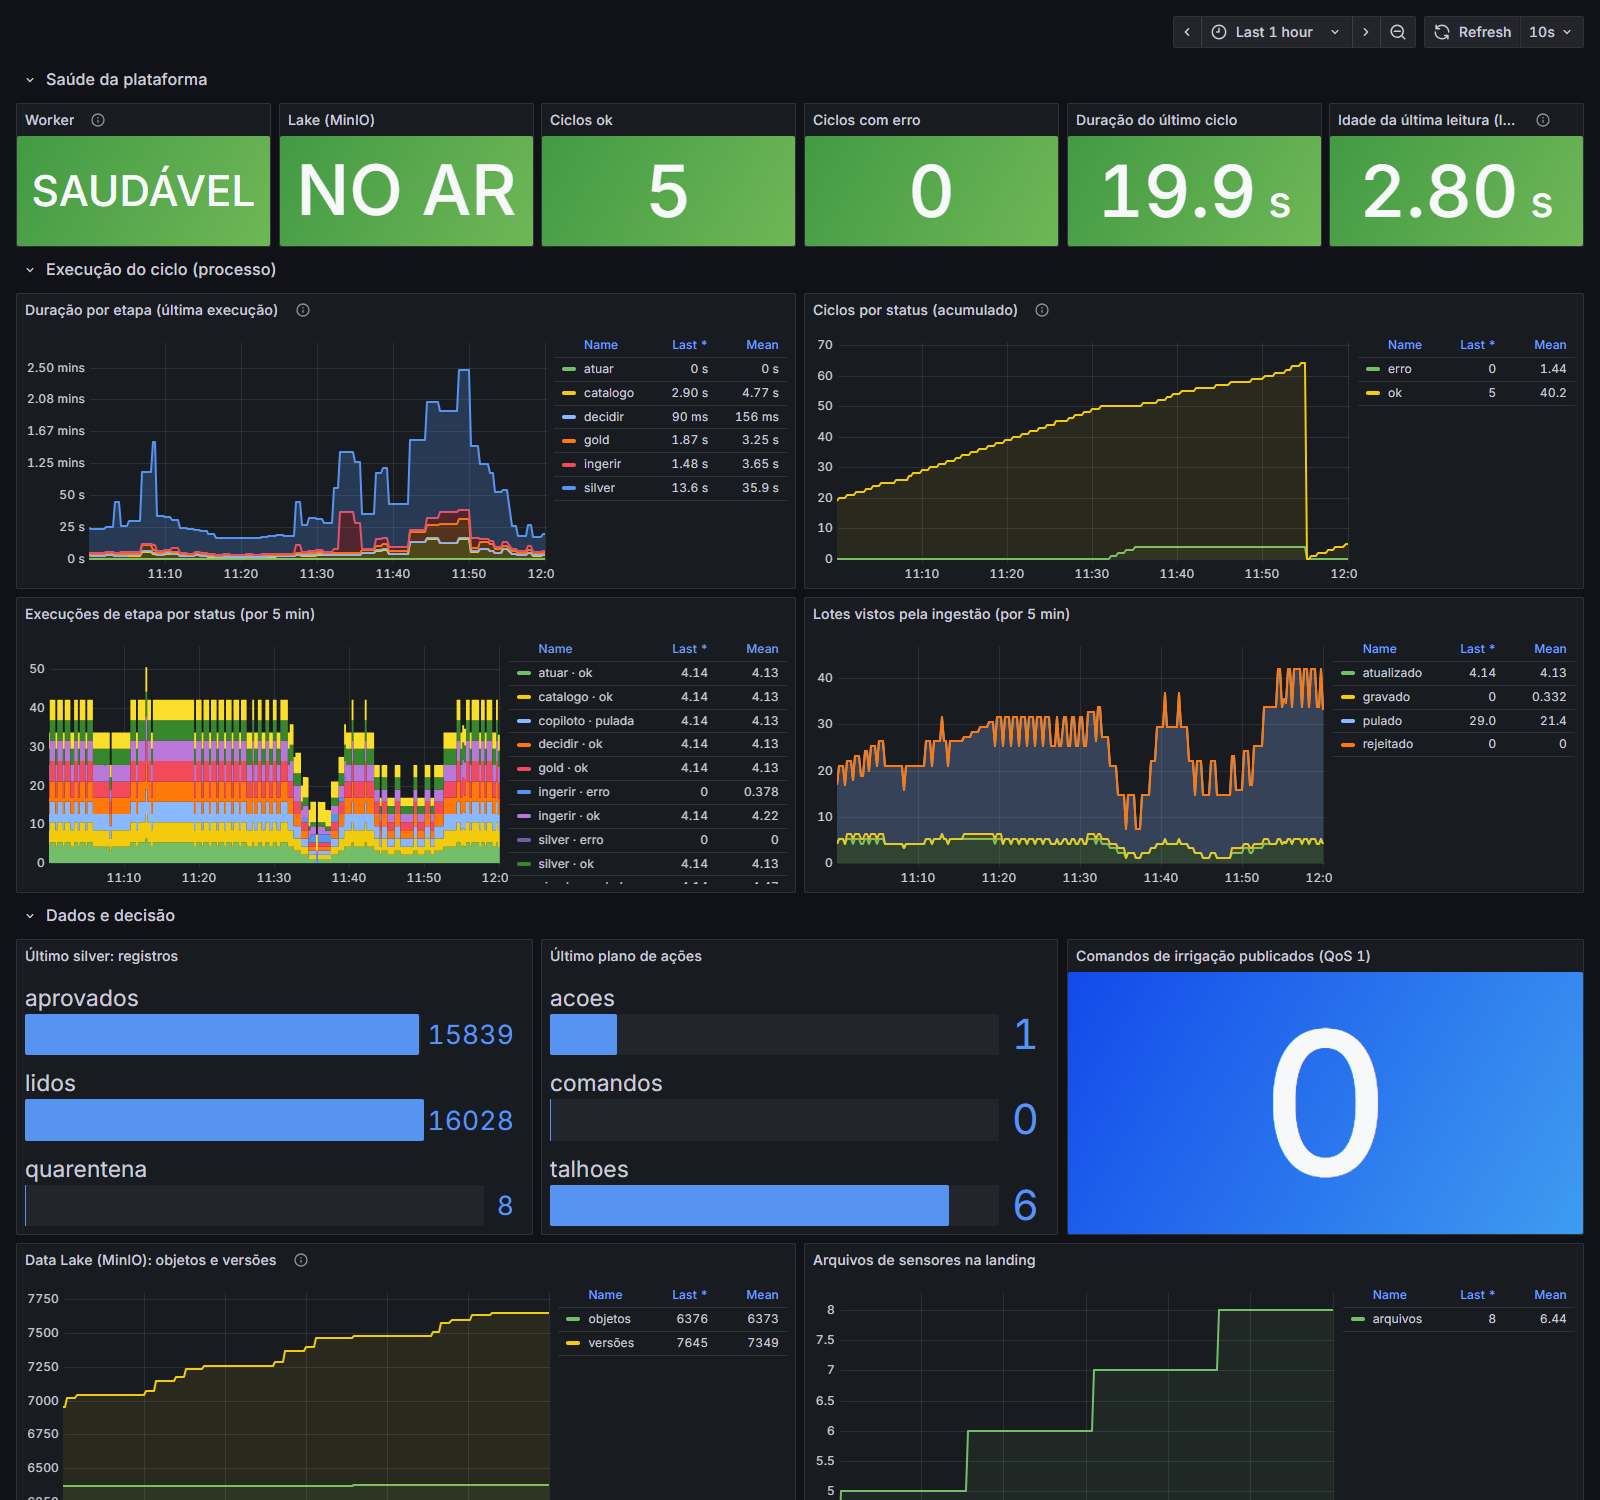 Last 1 hour
Refresh
10s
Saúde da plataforma
Worker
SAUDÁVEL
Lake (MinIO)
NO AR
Ciclos ok
5
Ciclos com erro
0
Duração do último ciclo
19.9 s
Idade da última leitura (I...
2.80 s
Execução do ciclo (processo)
Duração por etapa (última execução)
2.50 mins
2.08 mins
1.67 mins
1.25 mins
50 s
25 s
0 s
11:10 11:20 11:30 11:40 11:50 12:0
Name Last * Mean
atuar 0 s 0 s
catalogo 2.90 s 4.77 s
decidir 90 ms 156 ms
gold 1.87 s 3.25 s
ingerir 1.48 s 3.65 s
silver 13.6 s 35.9 s
Ciclos por status (acumulado)
70
60
50
40
30
20
10
0
11:10 11:20 11:30 11:40 11:50 12:0
Name Last * Mean
erro 0 1.44
ok 5 40.2
Execuções de etapa por status (por 5 min)
50
40
30
20
10
0
11:10 11:20 11:30 11:40 11:50 12:0
Name Last * Mean
atuar · ok 4.14 4.13
catalogo · ok 4.14 4.13
copiloto · pulada 4.14 4.13
decidir · ok 4.14 4.13
gold · ok 4.14 4.13
ingerir · erro 0 0.378
ingerir · ok 4.14 4.22
silver · erro 0 0
silver · ok 4.14 4.13
Lotes vistos pela ingestão (por 5 min)
40
30
20
10
0
11:10 11:20 11:30 11:40 11:50 12:0
Name Last * Mean
atualizado 4.14 4.13
gravado 0 0.332
pulado 29.0 21.4
rejeitado 0 0
Dados e decisão
Último silver: registros
aprovados
15839
lidos
16028
quarentena
8
Último plano de ações
acoes
1
comandos
0
talhoes
6
Comandos de irrigação publicados (QoS 1)
0
Data Lake (MinIO): objetos e versões
7750
7500
7250
7000
6750
6500
Name Last * Mean
objetos 6376 6373
versões 7645 7349
Arquivos de sensores na landing
8
7.5
7
6.5
6
5.5
5
Name Last * Mean
arquivos 8 6.44